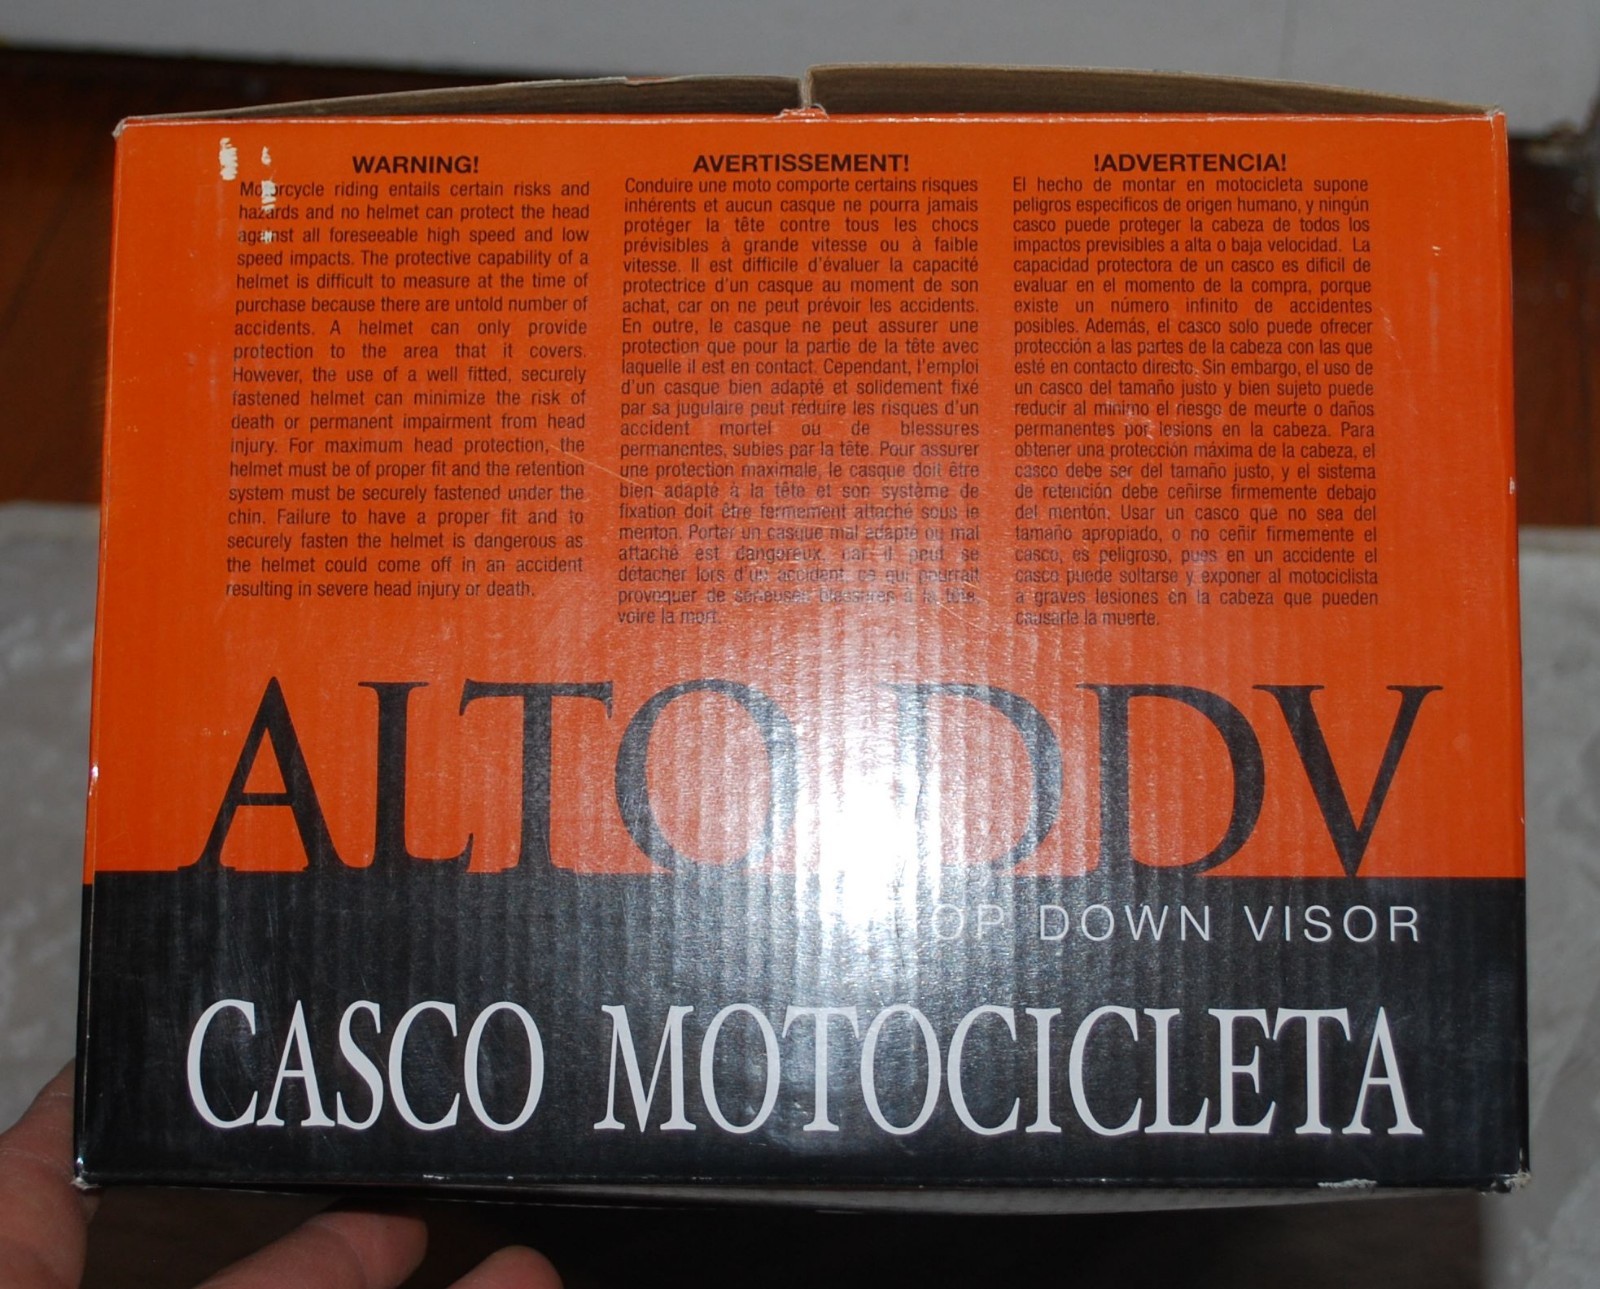 WARNING!
Motorcycle riding entails certain risks and
hazards and no helmet can protect the head
against all foreseeable high speed and low
speed impacts. The protective capability of a
helmet is difficult to measure at the time of
purchase because there are untold number of
accidents. A helmet can only provide
protection to the area that it covers.
However, the use of a well fitted, securely
fastened helmet can minimize the risk of
death or permanent impairment from head
injury. For maximum head protection, the
helmet must be of proper fit and the retention
system must be securely fastened under the
chin. Failure to have a proper fit and to
securely fasten the helmet is dangerous as
the helmet could come off in an accident
resulting in severe head injury or death.
AVERTISSEMENT!
Conduire une moto comporte certains risques
inhérents et aucun casque ne pourra jamais
protéger la tête contre tous les chocs
prévisibles à grande vitesse ou à faible
vitesse. Il est difficile d'évaluer la capacité
protectrice d'un casque au moment de son
achat, car on ne peut prévoir les accidents.
En outre, le casque ne peut assurer une
protection que pour la partie de la tête avec
laquelle il est en contact. Cependant, l'emploi
d'un casque bien adapté et solidement fixé
par sa jugulaire peut réduire les risques d'un
accident mortel ou de blessures
permanentes, subies par la tête. Pour assurer
une protection maximale, le casque doit être
bien adapté à la tête et son système de
fixation doit être fermement attaché sous le
menton. Porter un casque mal adapté ou mal
attaché est dangereux, car il peut se
détacher lors d'un accident, ce qui pourrait
provoquer de sérieuses blessures à la tête,
voire la mort.
!ADVERTENCIA!
El hecho de montar en motocicleta supone
peligros especificos de origen humano, y ningún
casco puede proteger la cabeza de todos los
impactos previsibles a alta o baja velocidad. La
capacidad protectora de un casco es dificil de
evaluar en el momento de la compra, porque
existe un número infinito de accidentes
posibles. Además, el casco solo puede ofrecer
protección a las partes de la cabeza con las que
esté en contacto directo. Sin embargo, el uso de
un casco del tamaño justo y bien sujeto puede
reducir al minimo el riesgo de meurte o daños
permanentes por lesions en la cabeza. Para
obtener una protección máxima de la cabeza, el
casco debe ser del tamaño justo, y el sistema
de retención debe ceñirse firmemente debajo
del mentón. Usar un casco que no sea del
tamaño apropiado, o no ceñir firmemente el
casco, es peligroso, pues en un accidente el
casco puede soltarse y exponer al motociclista
a graves lesiones en la cabeza que pueden
causarle la muerte.
ALTO DDV
DOWN VISOR
CASCO MOTOCICLETA